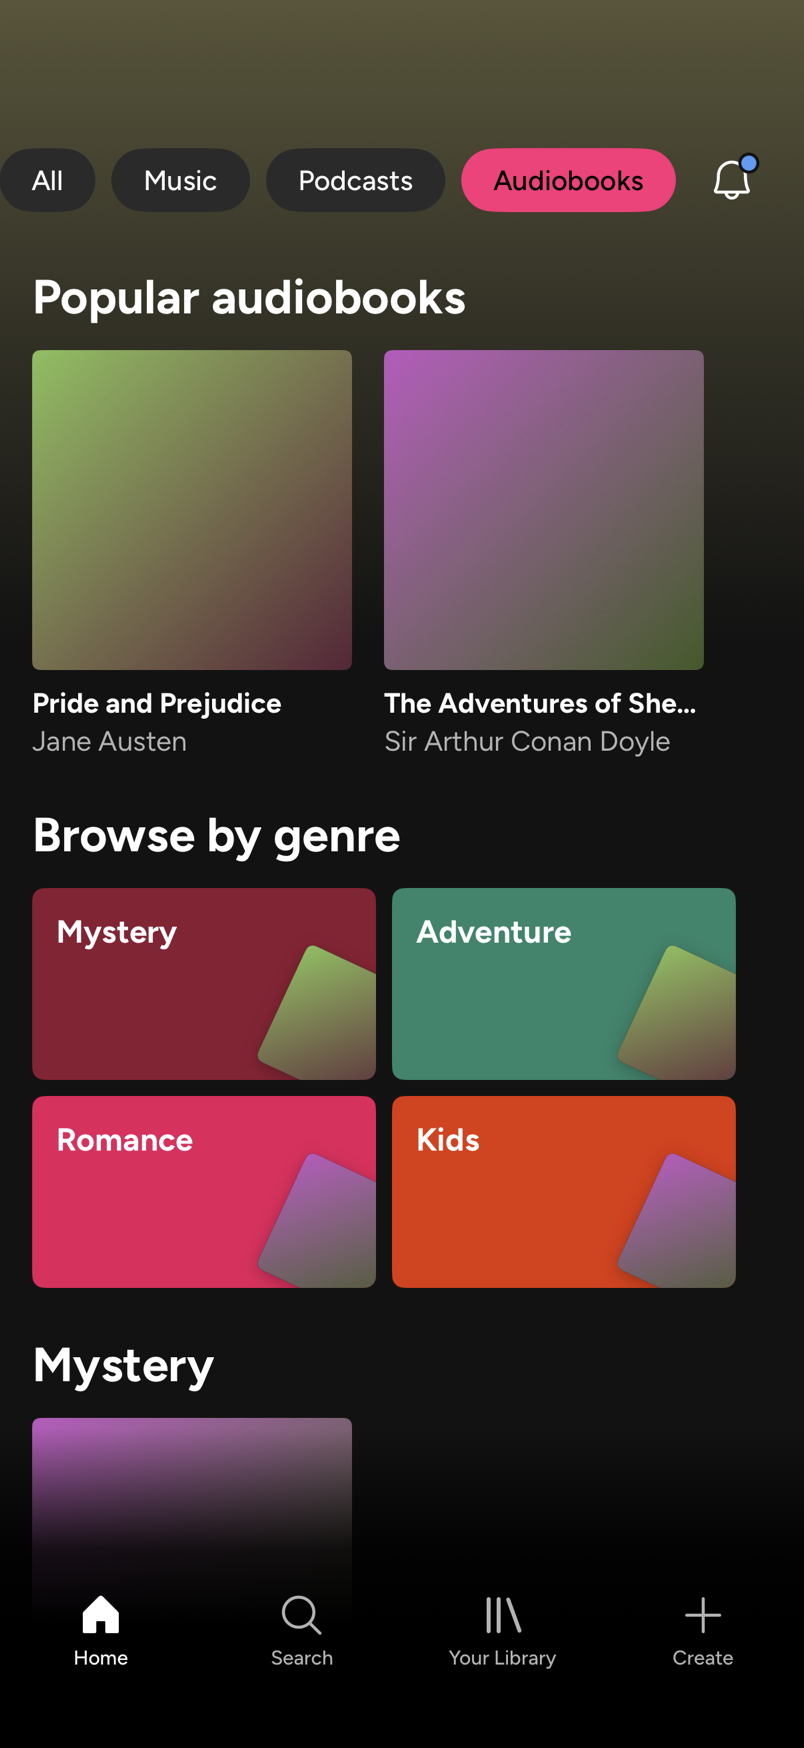 All
Music
Podcasts
Audiobooks
Popular audiobooks
Pride and Prejudice
Jane Austen
The Adventures of She...
Sir Arthur Conan Doyle
Browse by genre
Mystery
Adventure
Romance
Kids
Mystery
Home
Search
Your Library
Create